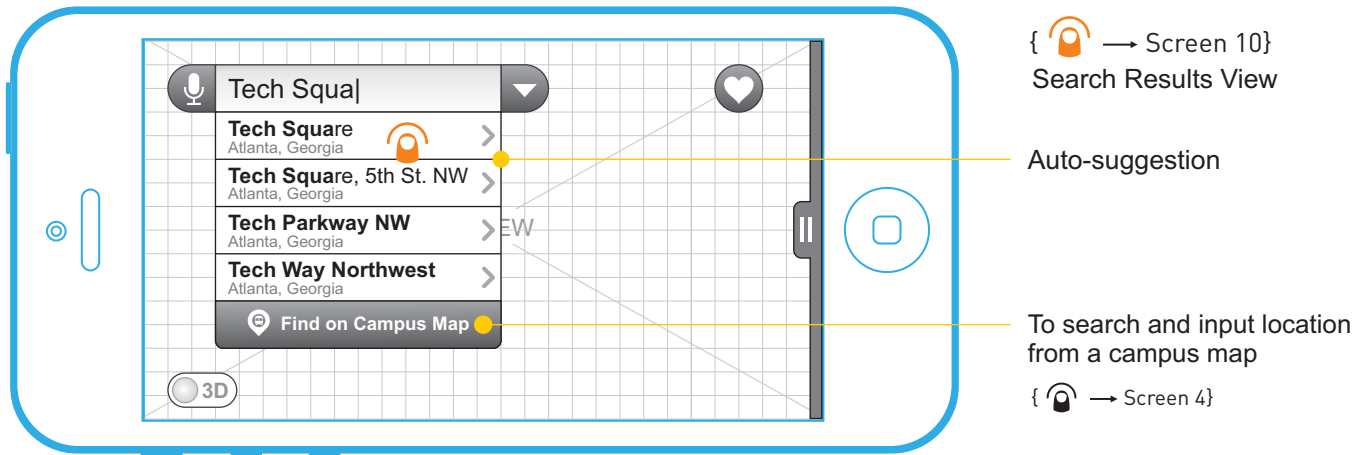 Tech Squa|
Tech Square
Atlanta, Georgia
Tech Square, 5th St. NW
Atlanta, Georgia
Tech Parkway NW
Atlanta, Georgia
Tech Way Northwest
Atlanta, Georgia
Find on Campus Map
EW
3D
{ → Screen 10}
Search Results View
Auto-suggestion
To search and input location
from a campus map
{ → Screen 4}